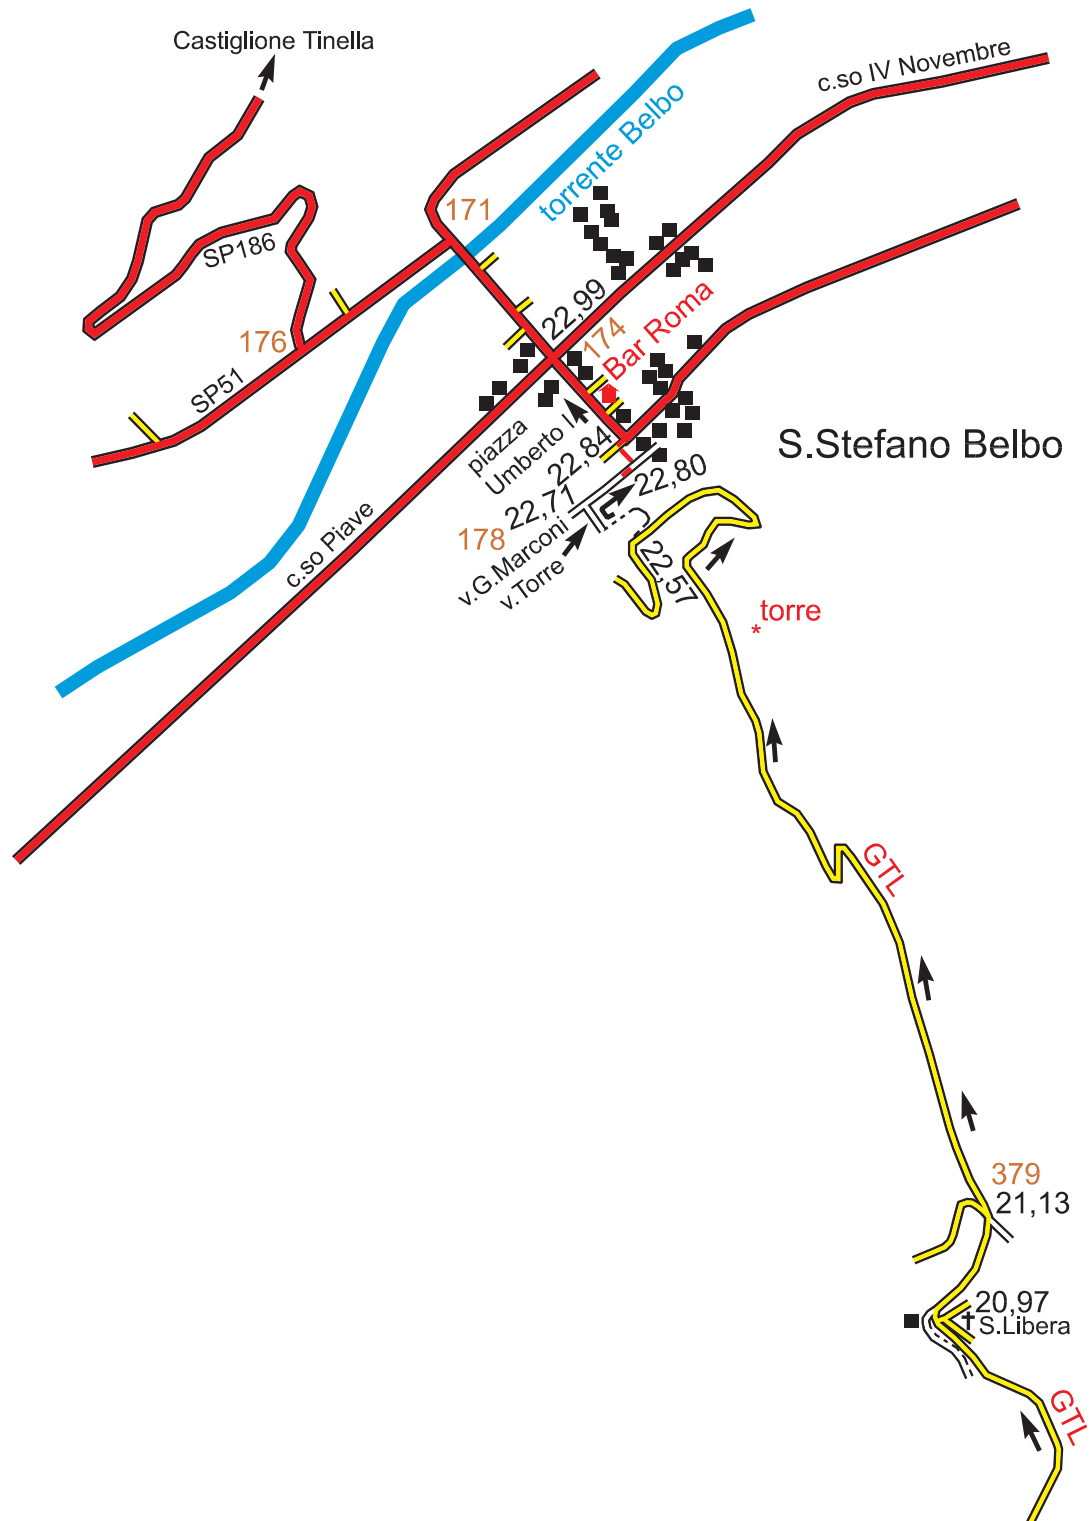 Castiglione Tinella
c.so IV Novembre
torrente Belbo
171
SP186
22,99
174
Bar Roma
176
SP51
piazza
Umberto I
22,84
S.Stefano Belbo
22,80
22,71
178
v.G.Marconi
v.Torre
22,57
c.so Piave
torre
*
GTL
379
21,13
20,97
S.Libera
GTL